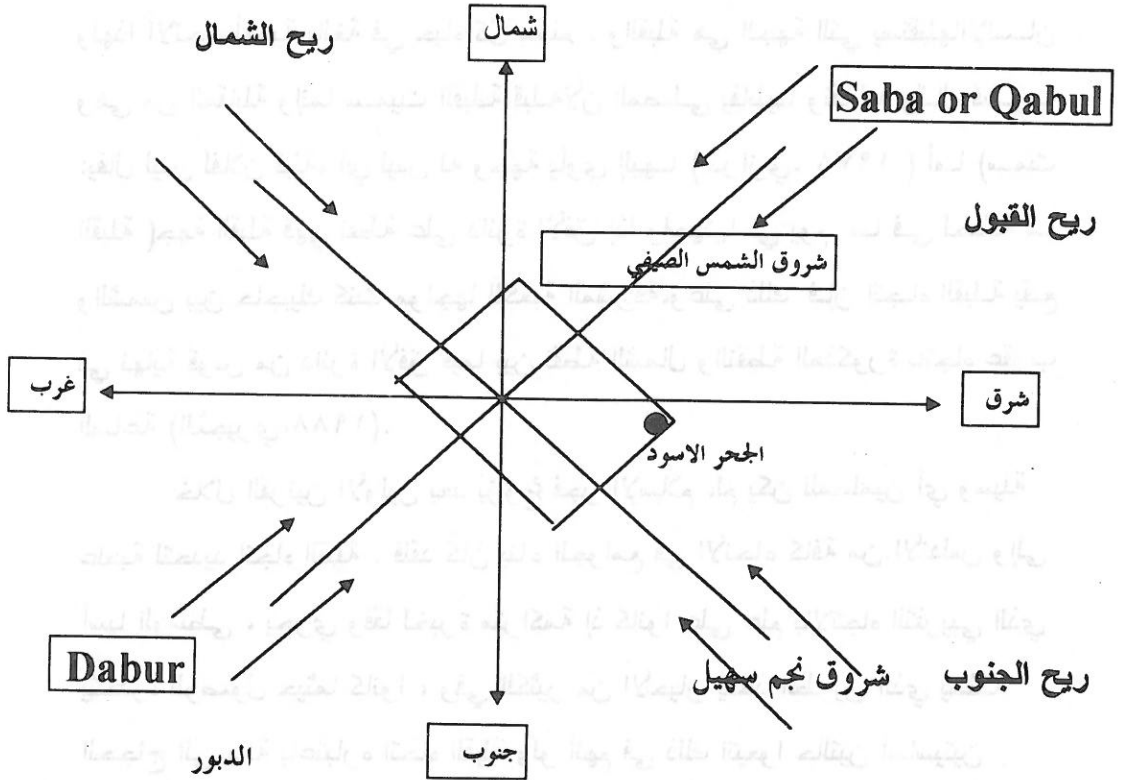 شمال
ريح الشمال
Saba or Qabul
ريح القبول
شروق الشمس الصيفي
غرب
شرق
الجحر الاسود
Dabur
ريح الجنوب
شروق نجم سهيل
جنوب
الدبور